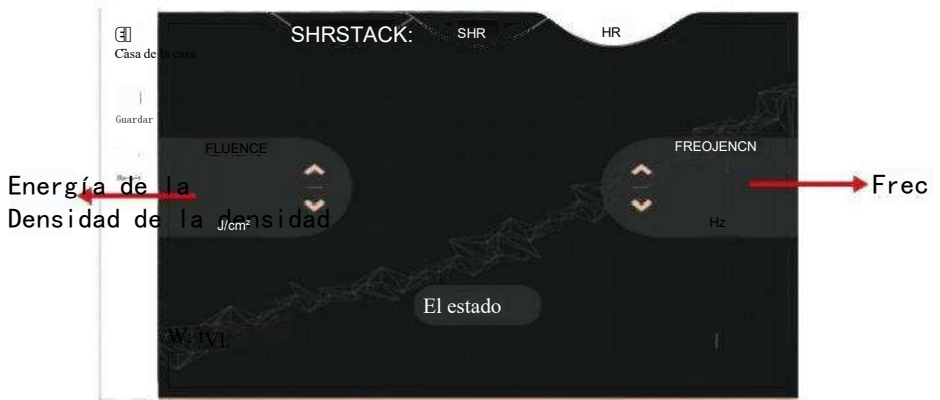 SHRSTACK: SHR HR
Casa de la casa
Guardar
FLUENCE
FREOJENCN
Energía de la
Densidad de la densidad
Frec
J/cm²
Hz
El estado